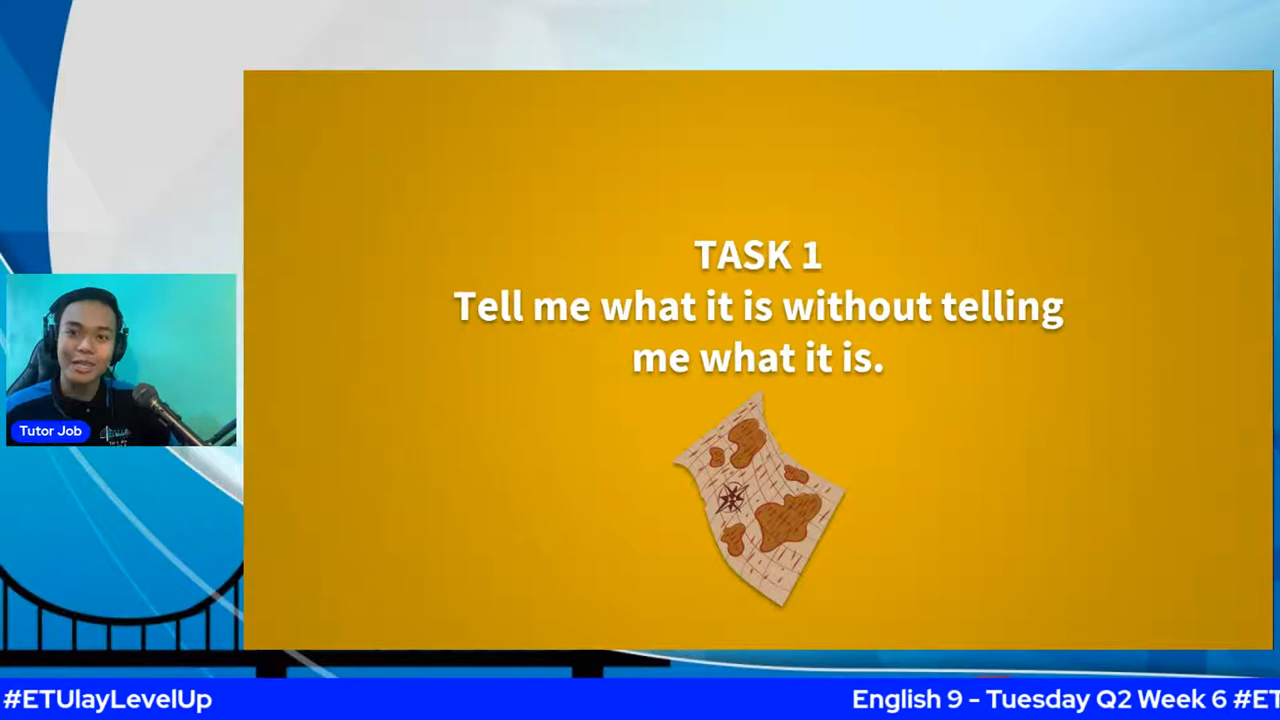 TASK 1
Tell me what it is without telling
me what it is.
Tutor Job
#ETUlayLevelUp
English 9 - Tuesday Q2 Week 6 #ET